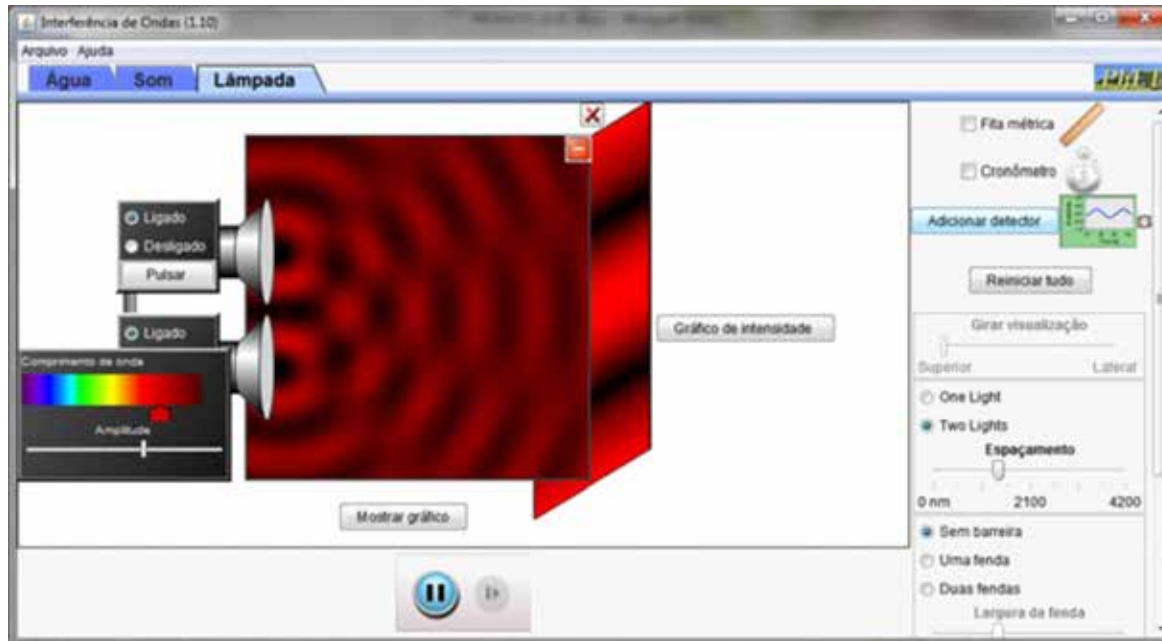 Interferência de Ondas (1.10)
Arquivo Ajuda
Água Som Lâmpada
Fita métrica
Cronômetro
Ligado
Desligado
Pulsar
Adicionar detector
Reiniciar tudo
Ligado
Gráfico de intensidade
Girar visualização
Superior Lateral
Comprimento de onda
Amplitude
One Light
Two Lights
Espaçamento
0 nm 2100 4200
Mostrar gráfico
Sem barreira
Uma fenda
Duas fendas
Largura da fenda